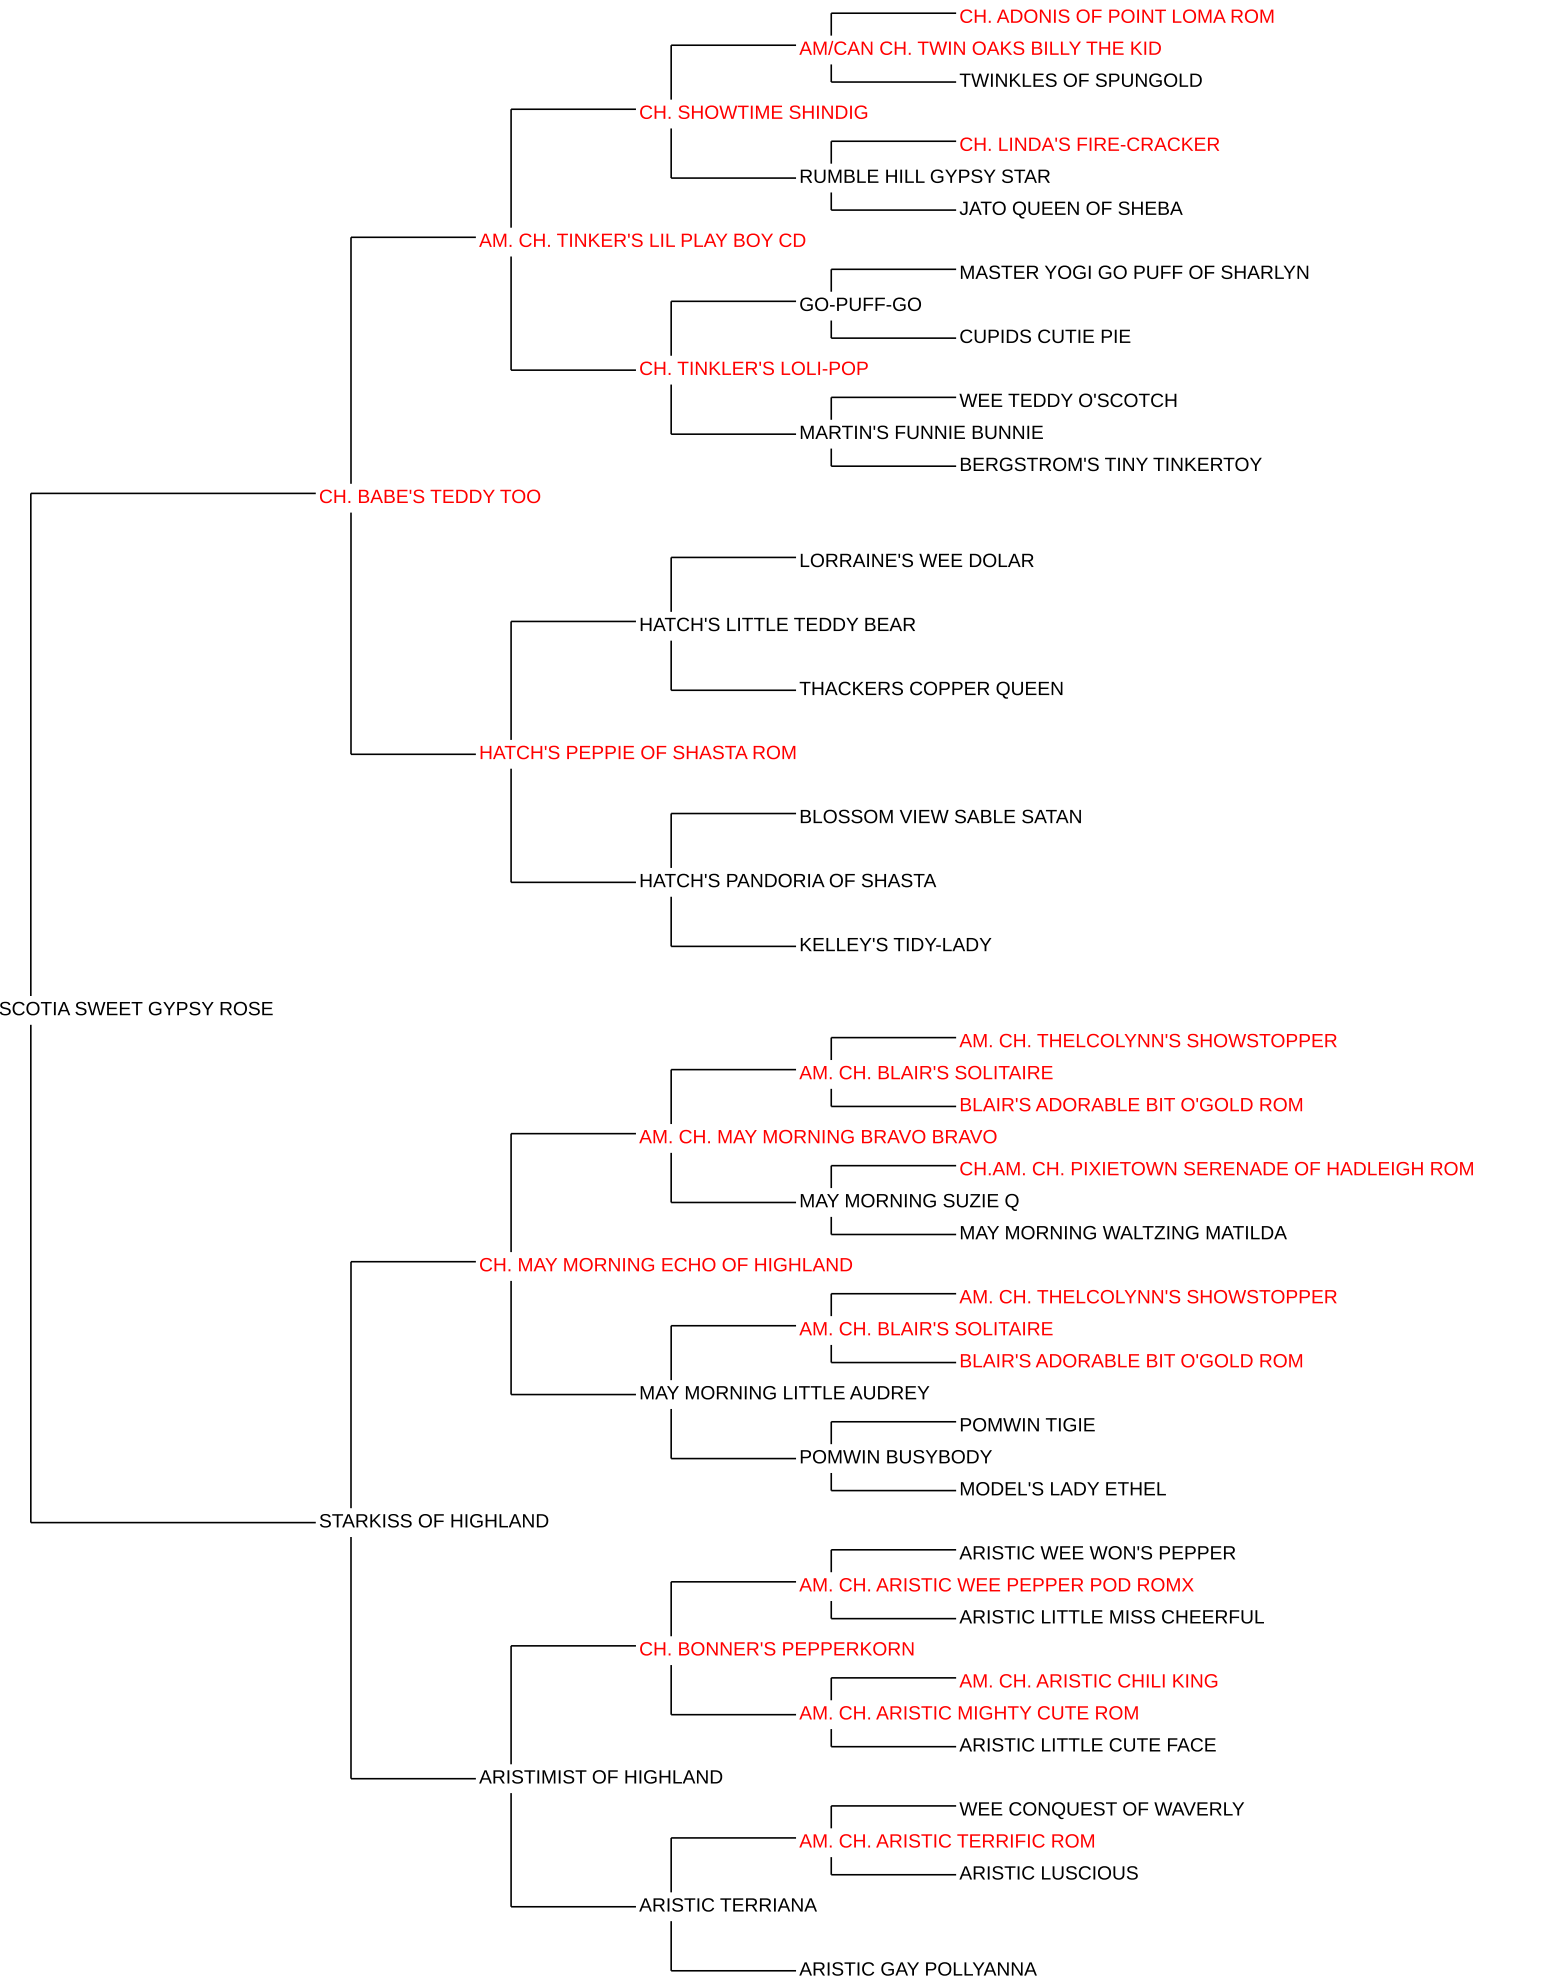 CH. ADONIS OF POINT LOMA ROM
AM/CAN CH. TWIN OAKS BILLY THE KID
TWINKLES OF SPUNGOLD
CH. SHOWTIME SHINDIG
CH. LINDA'S FIRE-CRACKER
RUMBLE HILL GYPSY STAR
JATO QUEEN OF SHEBA
AM. CH. TINKER'S LIL PLAY BOY CD
MASTER YOGI GO PUFF OF SHARLYN
GO-PUFF-GO
CUPIDS CUTIE PIE
CH. TINKLER'S LOLI-POP
WEE TEDDY O'SCOTCH
MARTIN'S FUNNIE BUNNIE
BERGSTROM'S TINY TINKERTOY
CH. BABE'S TEDDY TOO
LORRAINE'S WEE DOLAR
HATCH'S LITTLE TEDDY BEAR
THACKERS COPPER QUEEN
HATCH'S PEPPIE OF SHASTA ROM
BLOSSOM VIEW SABLE SATAN
HATCH'S PANDORIA OF SHASTA
KELLEY'S TIDY-LADY
SCOTIA SWEET GYPSY ROSE
AM. CH. THELCOLYNN'S SHOWSTOPPER
AM. CH. BLAIR'S SOLITAIRE
BLAIR'S ADORABLE BIT O'GOLD ROM
AM. CH. MAY MORNING BRAVO BRAVO
CH.AM. CH. PIXIETOWN SERENADE OF HADLEIGH ROM
MAY MORNING SUZIE Q
MAY MORNING WALTZING MATILDA
CH. MAY MORNING ECHO OF HIGHLAND
AM. CH. THELCOLYNN'S SHOWSTOPPER
AM. CH. BLAIR'S SOLITAIRE
BLAIR'S ADORABLE BIT O'GOLD ROM
MAY MORNING LITTLE AUDREY
POMWIN TIGIE
POMWIN BUSYBODY
MODEL'S LADY ETHEL
STARKISS OF HIGHLAND
ARISTIC WEE WON'S PEPPER
AM. CH. ARISTIC WEE PEPPER POD ROMX
ARISTIC LITTLE MISS CHEERFUL
CH. BONNER'S PEPPERKORN
AM. CH. ARISTIC CHILI KING
AM. CH. ARISTIC MIGHTY CUTE ROM
ARISTIC LITTLE CUTE FACE
ARISTIMIST OF HIGHLAND
WEE CONQUEST OF WAVERLY
AM. CH. ARISTIC TERRIFIC ROM
ARISTIC LUSCIOUS
ARISTIC TERRIANA
ARISTIC GAY POLLYANNA